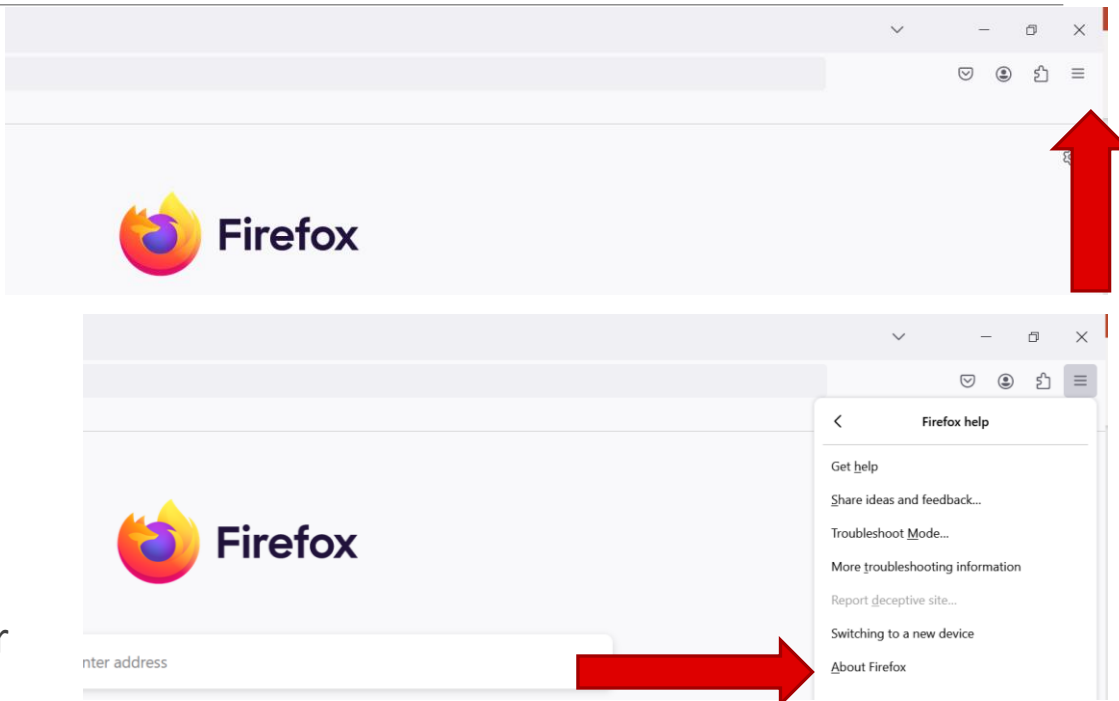 Firefox
Firefox help
Get help
Share ideas and feedback...
Troubleshoot Mode...
More troubleshooting information
Report deceptive site...
Switching to a new device
About Firefox
Firefox
r
nter address